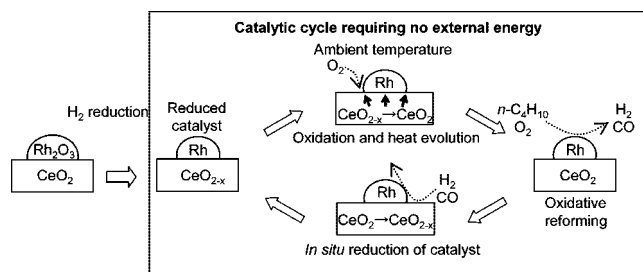 Catalytic cycle requiring no external energy
Ambient temperature
O₂
Rh
CeO₂₋ₓ→CeO₂
Oxidation and heat evolution
H₂ reduction
Reduced
catalyst
Rh
CeO₂₋ₓ
Rh₂O₃
CeO₂
n-C₄H₁₀
O₂
H₂
CO
Rh
CeO₂
Oxidative
reforming
H₂
CO
Rh
CeO₂→CeO₂₋ₓ
In situ reduction of catalyst